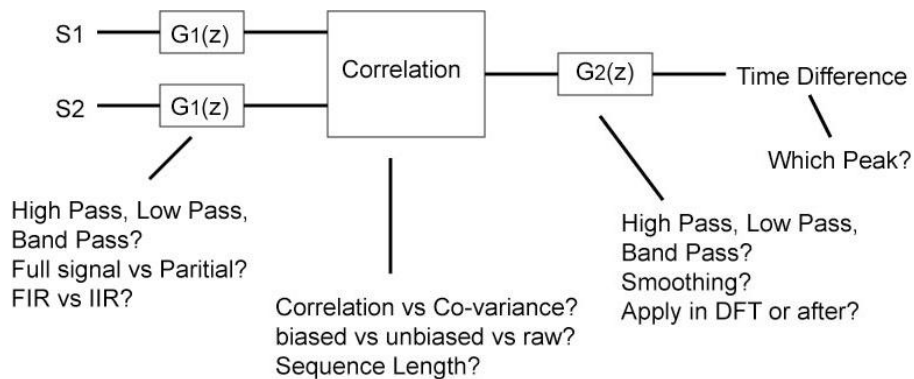 S1
G1(z)
Correlation
G2(z)
Time Difference
S2
G1(z)
Which Peak?
High Pass, Low Pass,
Band Pass?
Full signal vs Paritial?
FIR vs IIR?
Correlation vs Co-variance?
biased vs unbiased vs raw?
Sequence Length?
High Pass, Low Pass,
Band Pass?
Smoothing?
Apply in DFT or after?